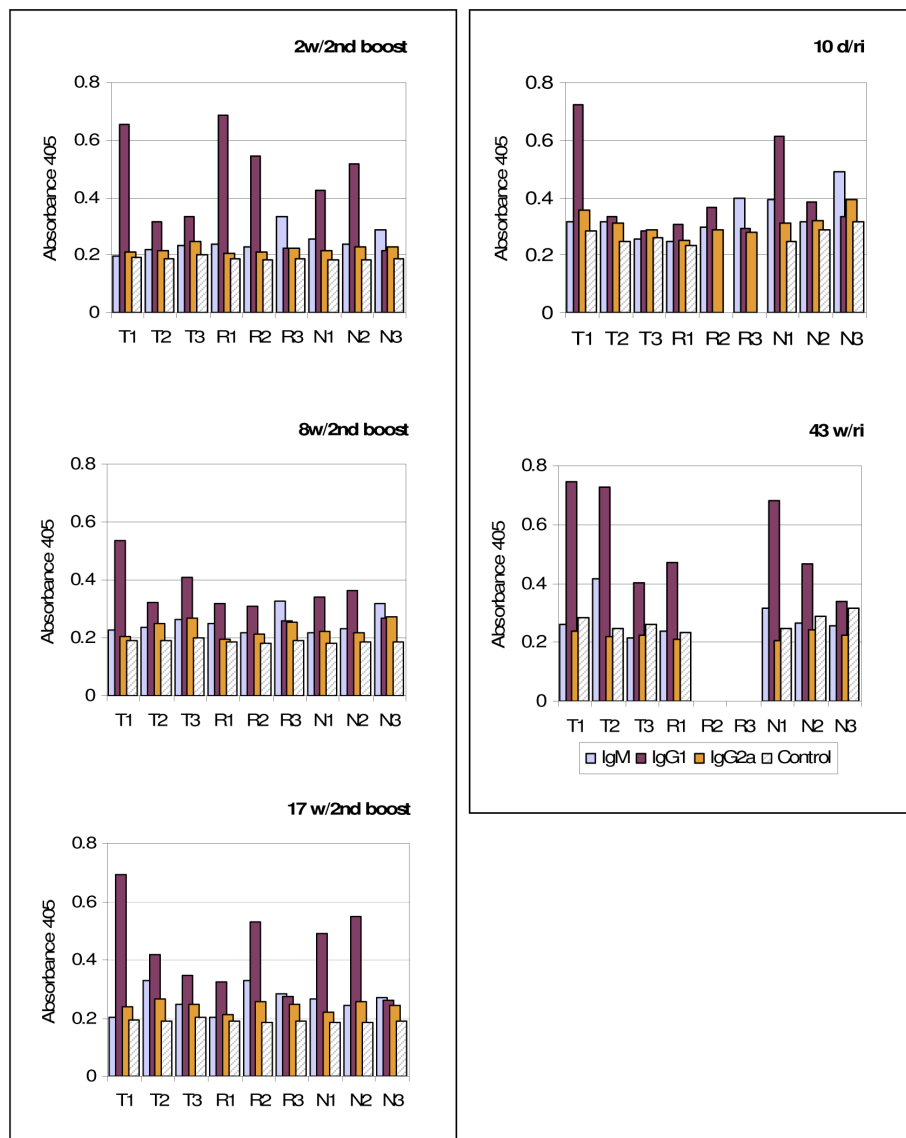 2w/2nd boost
0.8
0.6
0.4
0.2
0
Absorbance 405
T1 T2 T3 R1 R2 R3 N1 N2 N3
8w/2nd boost
0.8
0.6
0.4
0.2
0
Absorbance 405
T1 T2 T3 R1 R2 R3 N1 N2 N3
17 w/2nd boost
0.8
0.6
0.4
0.2
0
Absorbance 405
T1 T2 T3 R1 R2 R3 N1 N2 N3
10 d/ri
0.8
0.6
0.4
0.2
0
Absorbance 405
T1 T2 T3 R1 R2 R3 N1 N2 N3
43 w/ri
0.8
0.6
0.4
0.2
0
Absorbance 405
T1 T2 T3 R1 R2 R3 N1 N2 N3
IgM IgG1 IgG2a Control